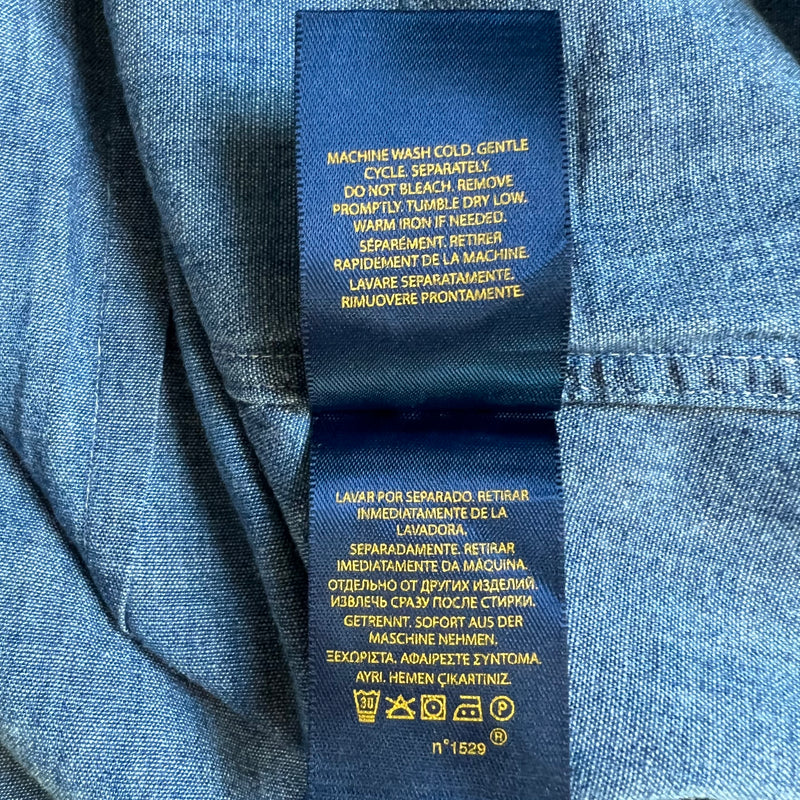 MACHINE WASH COLD. GENTLE
CYCLE. SEPARATELY.
DO NOT BLEACH. REMOVE
PROMPTLY. TUMBLE DRY LOW.
WARM IRON IF NEEDED.
SÉPARÉMENT. RETIRER
RAPIDEMENT DE LA MACHINE.
LAVARE SEPARATAMENTE.
RIMUOVERE PRONTAMENTE.
LAVAR POR SEPARADO. RETIRAR
INMEDIATAMENTE DE LA
LAVADORA.
SEPARADAMENTE. RETIRAR
IMEDIATAMENTE DA MÁQUINA.
ОТДЕЛЬНО ОТ ДРУГИХ ИЗДЕЛИЙ.
ИЗВЛЕЧЬ СРАЗУ ПОСЛЕ СТИРКИ.
GETRENNT. SOFORT AUS DER
MASCHINE NEHMEN.
ΞΕΧΩΡΙΣΤΑ. ΑΦΑΙΡΕΣΤΕ ΣΥΝΤΟΜΑ.
AYRI. HEMEN ÇIKARTINIZ.
30 P
n°1529 ®